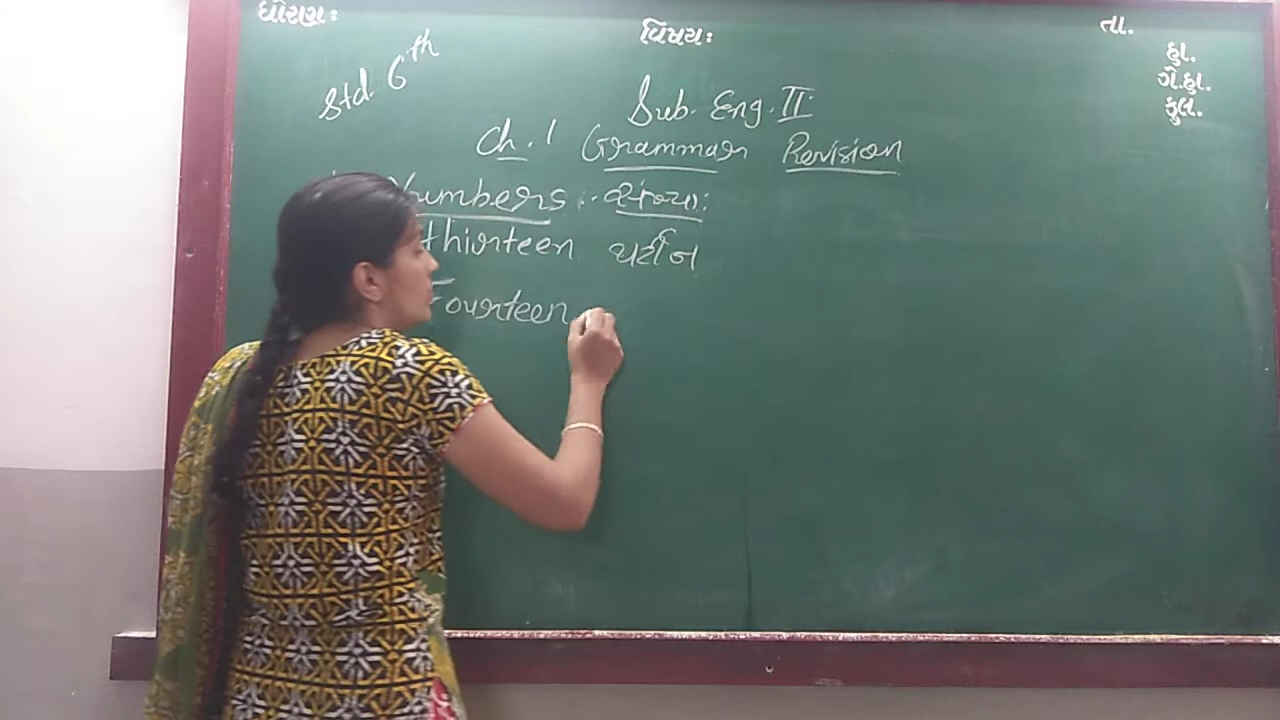 ધોરણ: વિષય: તા.
હા.
ગે.હા.
કુલ.
Std. 6th
Sub. Eng. II
Ch. 1 Grammar Revision
Numbers : સંખ્યા:
thirteen થર્ટીન
Fourteen